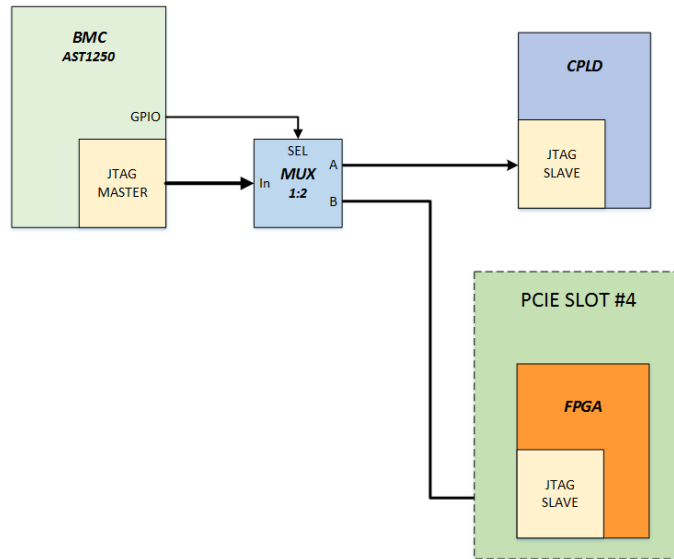 BMC
AST1250
GPIO
JTAG
MASTER
SEL
In
MUX
1:2
A
B
CPLD
JTAG
SLAVE
PCIE SLOT #4
FPGA
JTAG
SLAVE